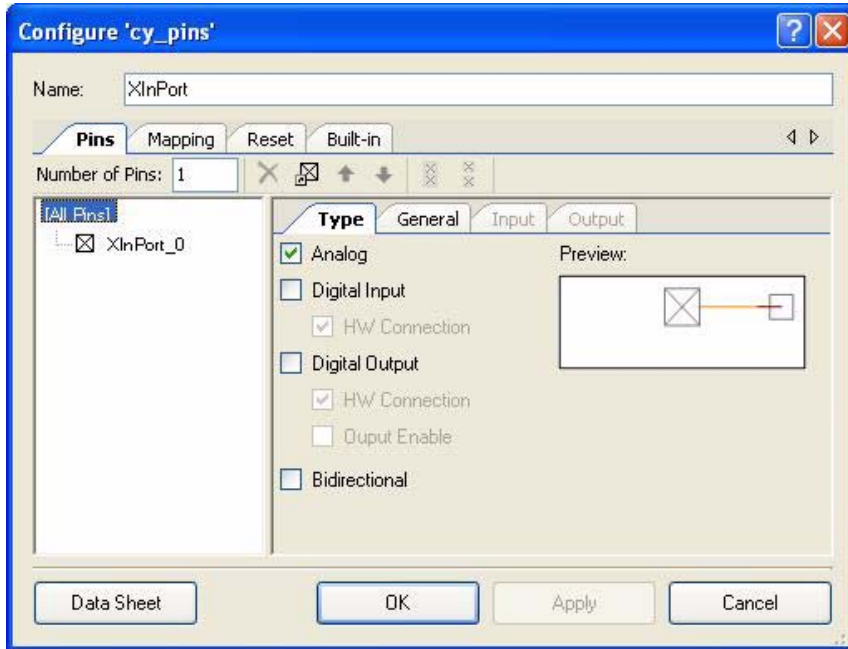 Configure 'cy_pins'
Name: XInPort
Pins Mapping Reset Built-in
Number of Pins: 1
[All Pins]
XInPort_0
Type General Input Output
Analog
Preview:
Digital Input
HW Connection
Digital Output
HW Connection
Ouput Enable
Bidirectional
Data Sheet OK Apply Cancel